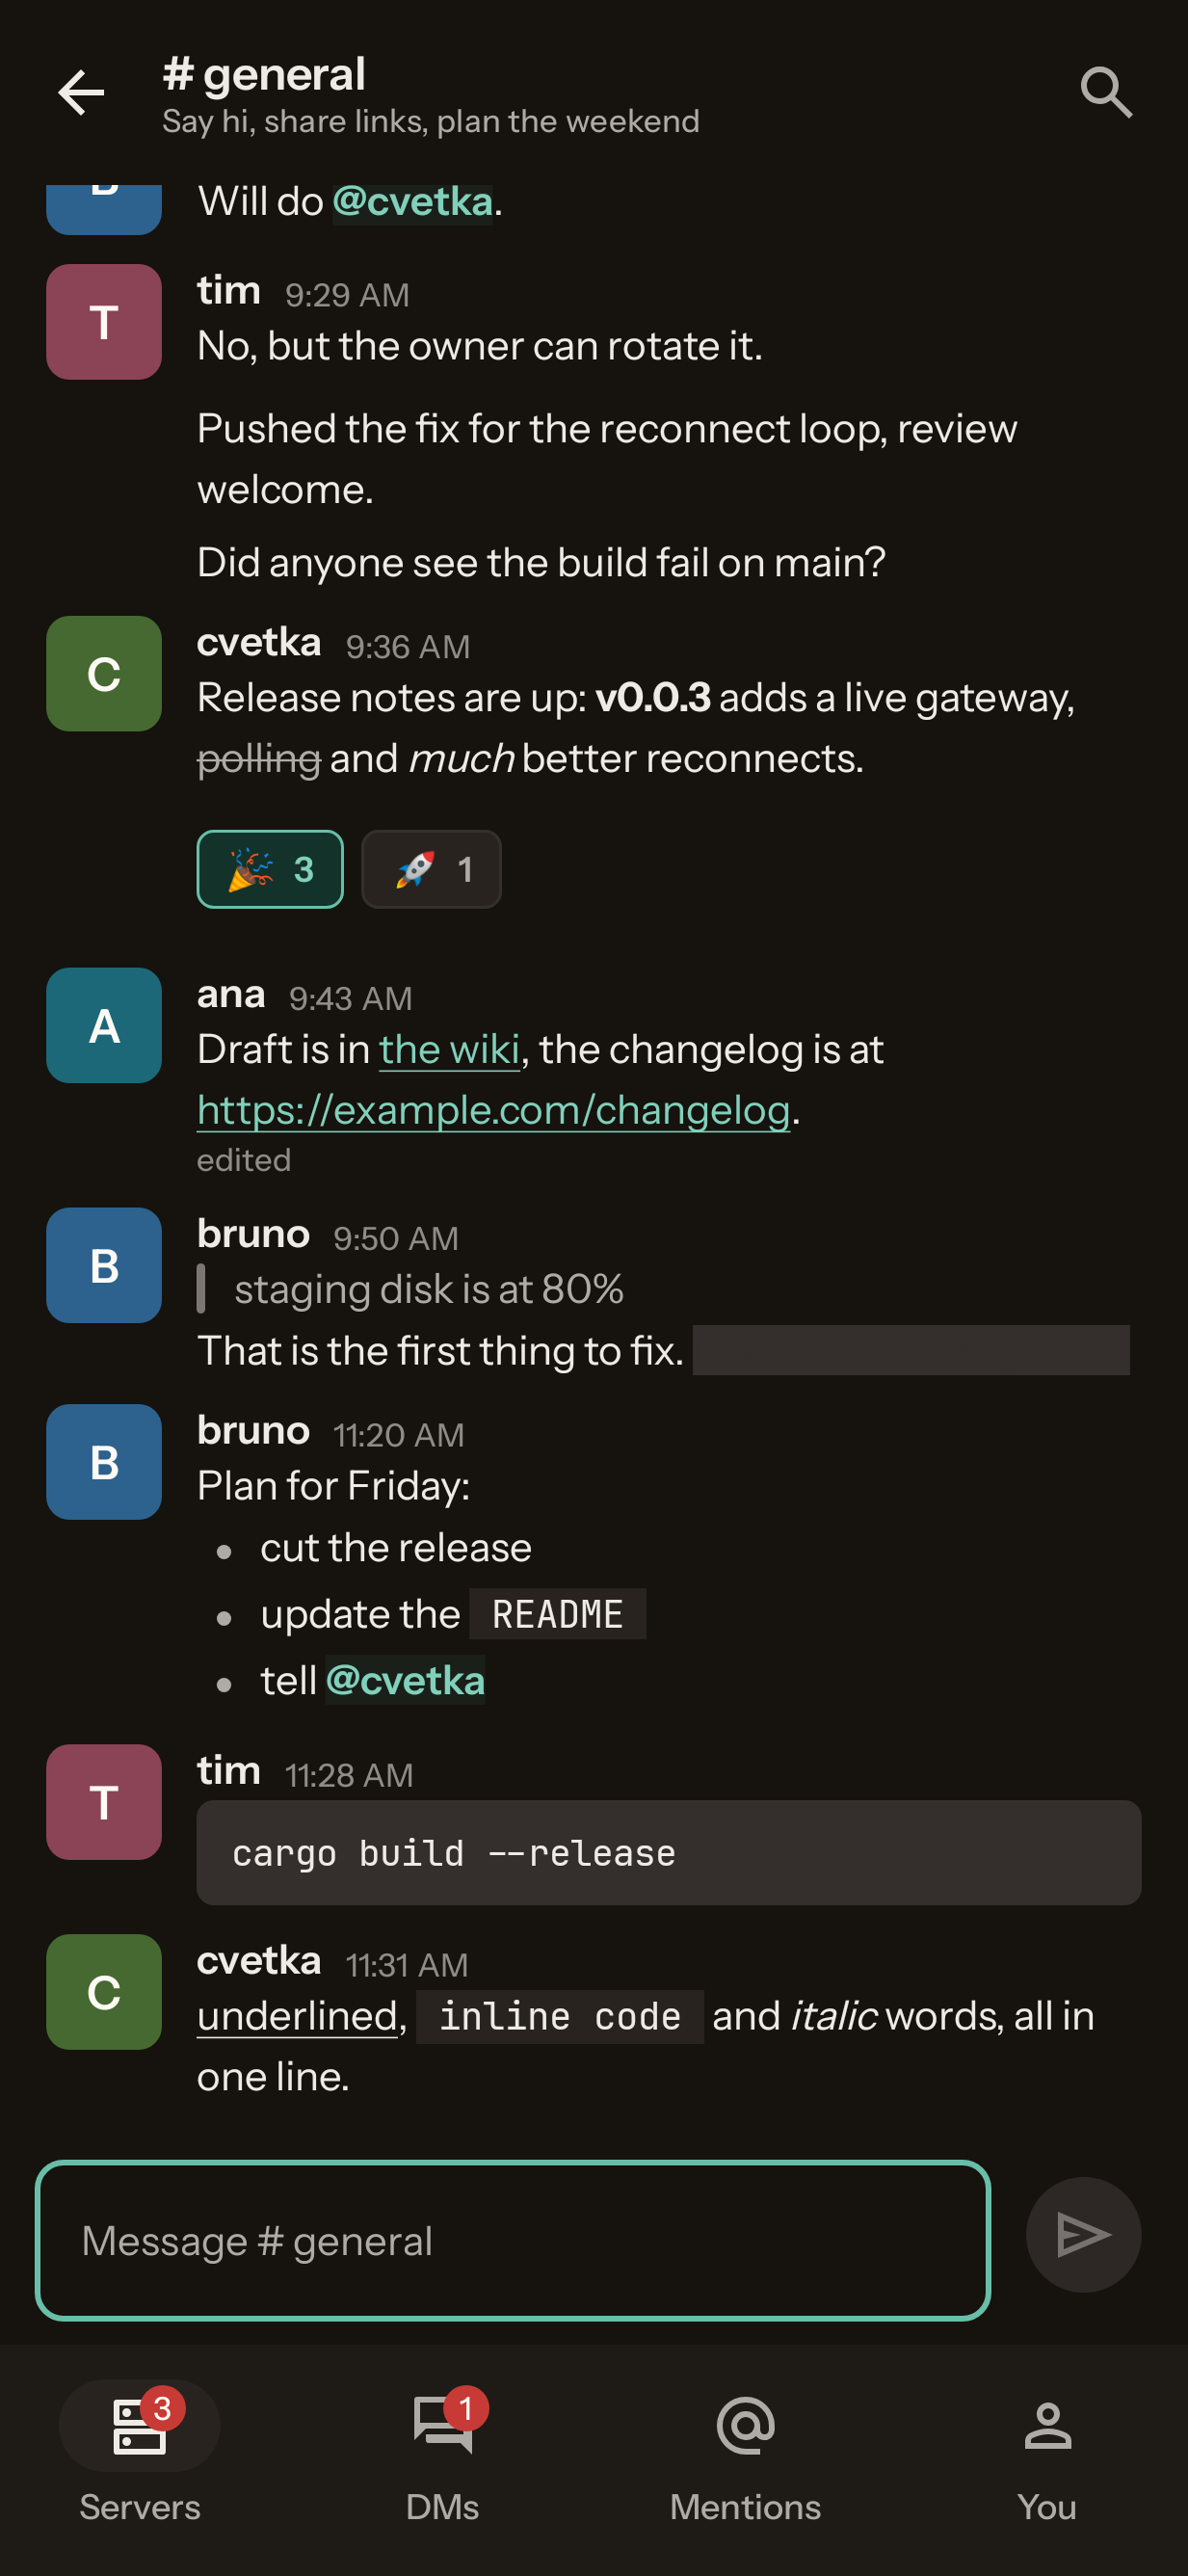 # general
Say hi, share links, plan the weekend
Will do @cvetka.
T
tim 9:29 AM
No, but the owner can rotate it.
Pushed the fix for the reconnect loop, review
welcome.
Did anyone see the build fail on main?
C
cvetka 9:36 AM
Release notes are up: v0.0.3 adds a live gateway,
polling and much better reconnects.
🎉 3 🚀 1
A
ana 9:43 AM
Draft is in the wiki, the changelog is at
https://example.com/changelog.
edited
B
bruno 9:50 AM
staging disk is at 80%
That is the first thing to fix.
B
bruno 11:20 AM
Plan for Friday:
• cut the release
• update the README
• tell @cvetka
T
tim 11:28 AM
cargo build --release
C
cvetka 11:31 AM
underlined, inline code and italic words, all in
one line.
Message # general
3
1
Servers DMs Mentions You